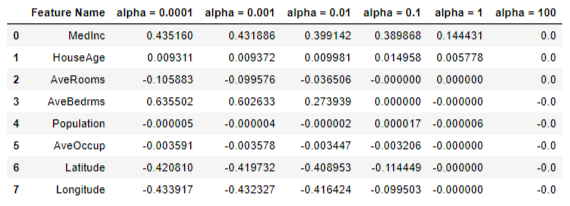 Feature Name alpha = 0.0001 alpha = 0.001 alpha = 0.01 alpha = 0.1 alpha = 1 alpha = 100
0 MedInc 0.435160 0.431886 0.399142 0.389868 0.144431 0.0
1 HouseAge 0.009311 0.009372 0.009981 0.014958 0.005778 0.0
2 AveRooms -0.105883 -0.099576 -0.036506 -0.000000 0.000000 0.0
3 AveBedrms 0.635502 0.602633 0.273939 0.000000 -0.000000 -0.0
4 Population -0.000005 -0.000004 -0.000002 0.000017 -0.000006 -0.0
5 AveOccup -0.003591 -0.003578 -0.003447 -0.003206 -0.000000 -0.0
6 Latitude -0.420810 -0.419732 -0.408953 -0.114449 -0.000000 -0.0
7 Longitude -0.433917 -0.432327 -0.416424 -0.099503 -0.000000 -0.0